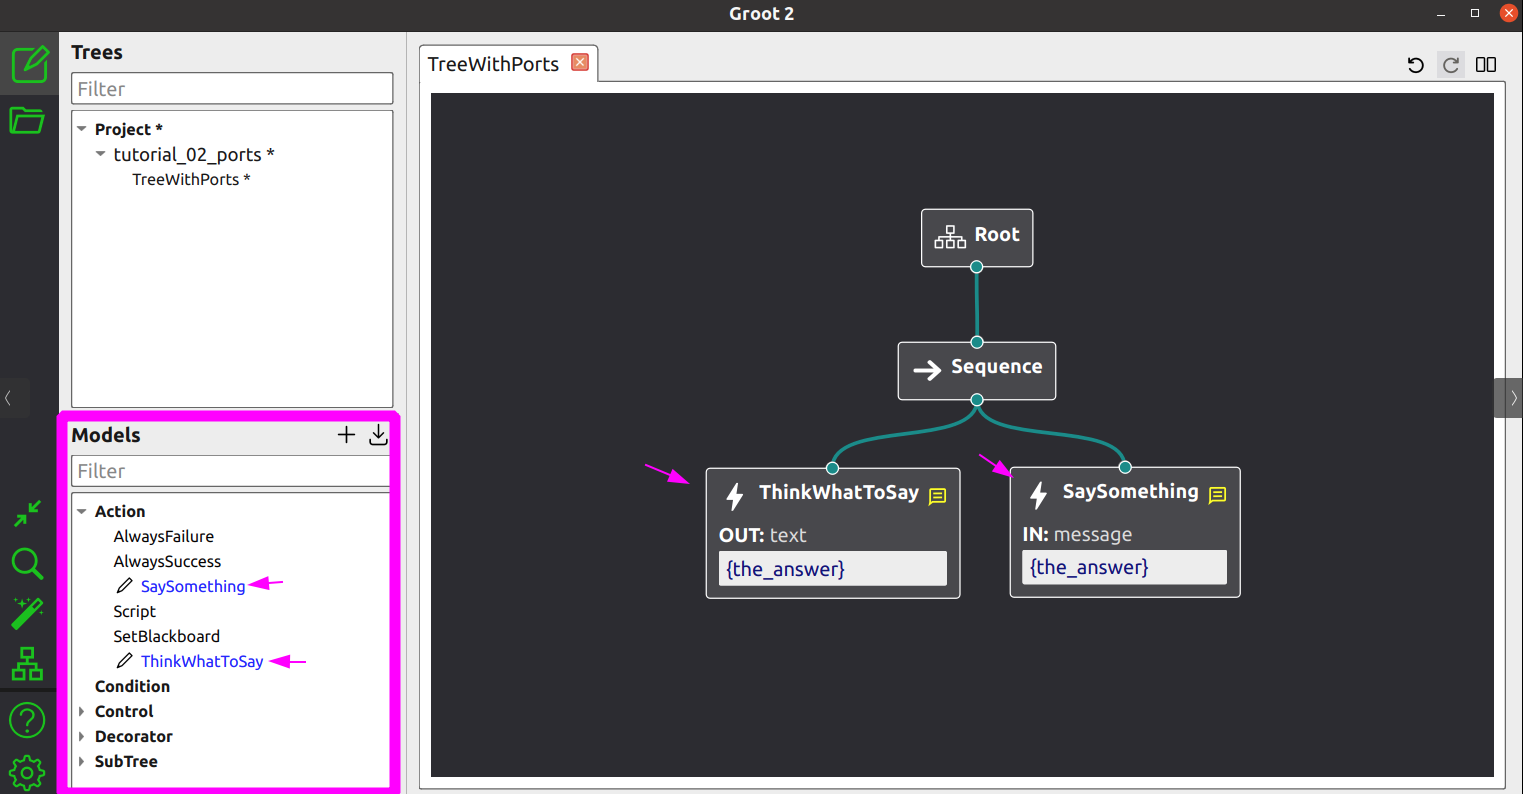 Groot 2
Trees
Filter
Project *
tutorial_02_ports *
TreeWithPorts *
Models
Filter
Action
AlwaysFailure
AlwaysSuccess
SaySomething
Script
SetBlackboard
ThinkWhatToSay
Condition
Control
Decorator
SubTree
TreeWithPorts
Root
Sequence
ThinkWhatToSay
OUT: text
{the_answer}
SaySomething
IN: message
{the_answer}